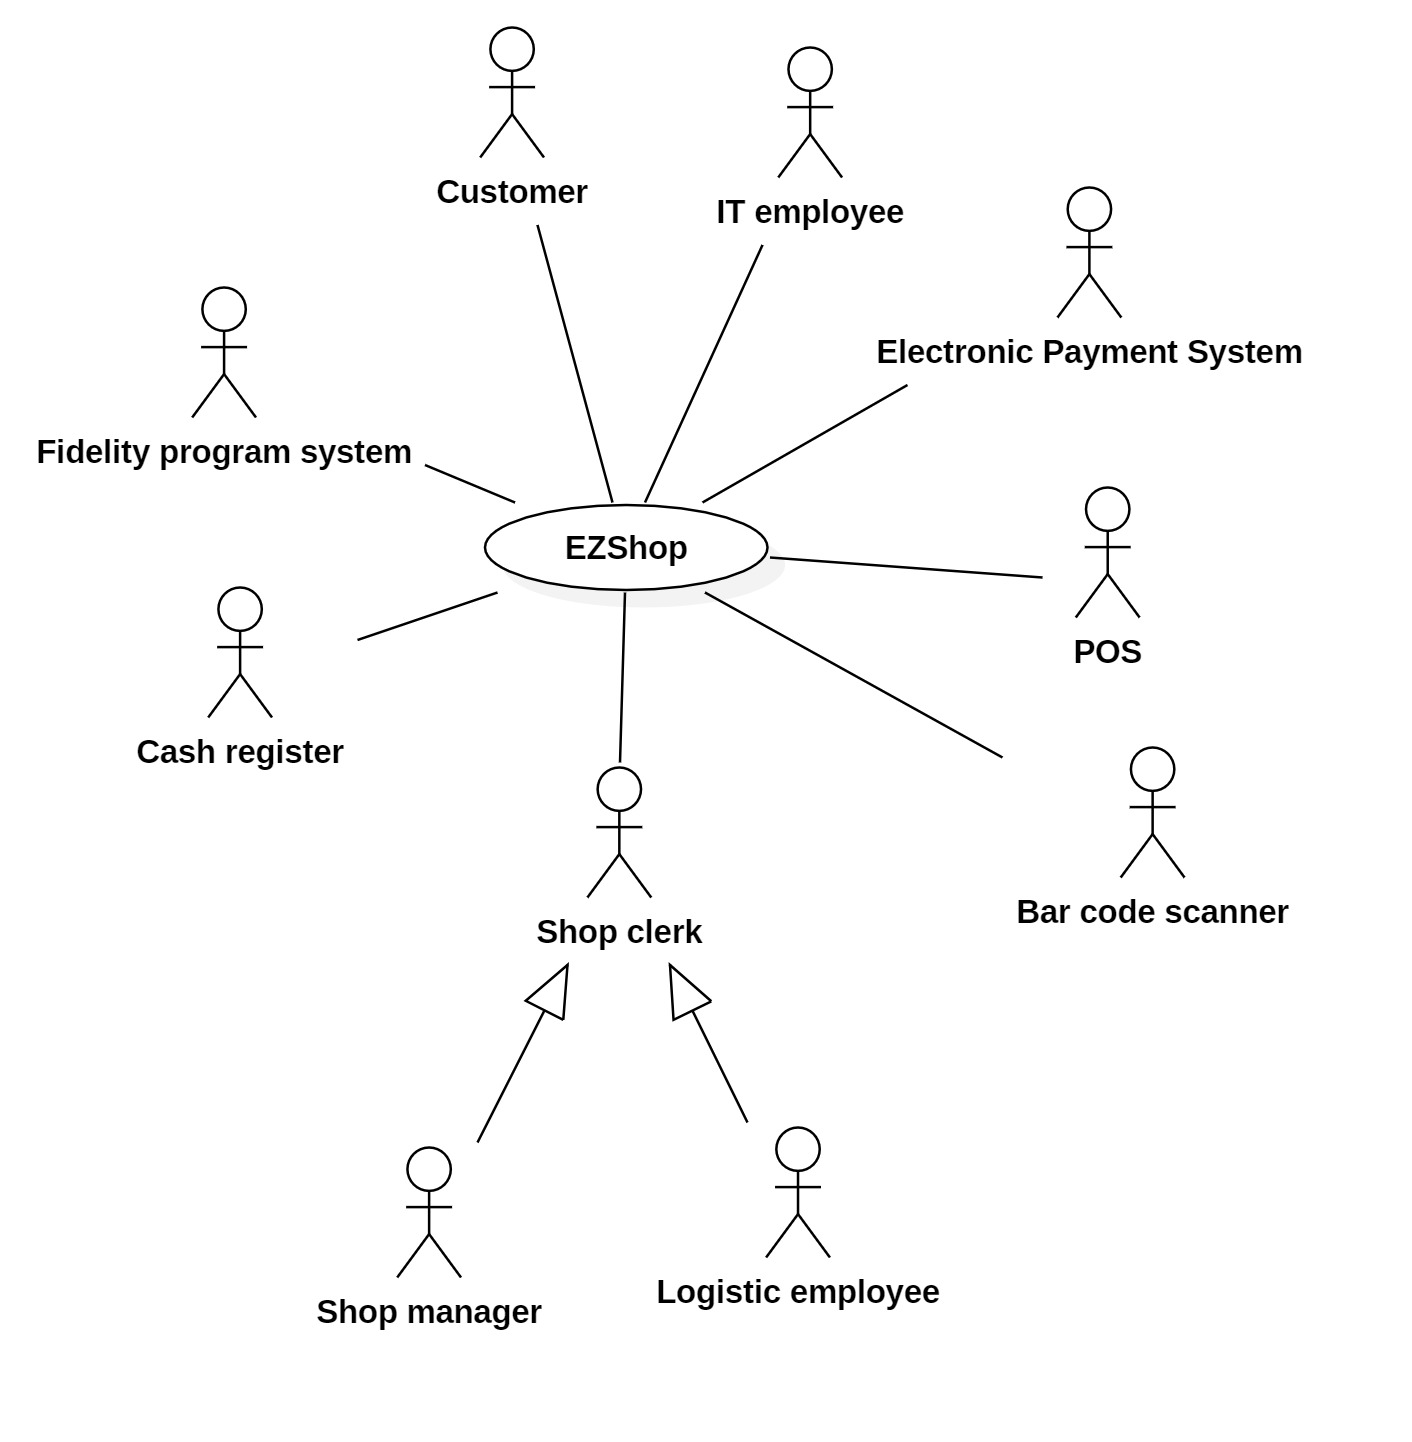 Customer
IT employee
Electronic Payment System
Fidelity program system
EZShop
POS
Cash register
Bar code scanner
Shop clerk
Logistic employee
Shop manager